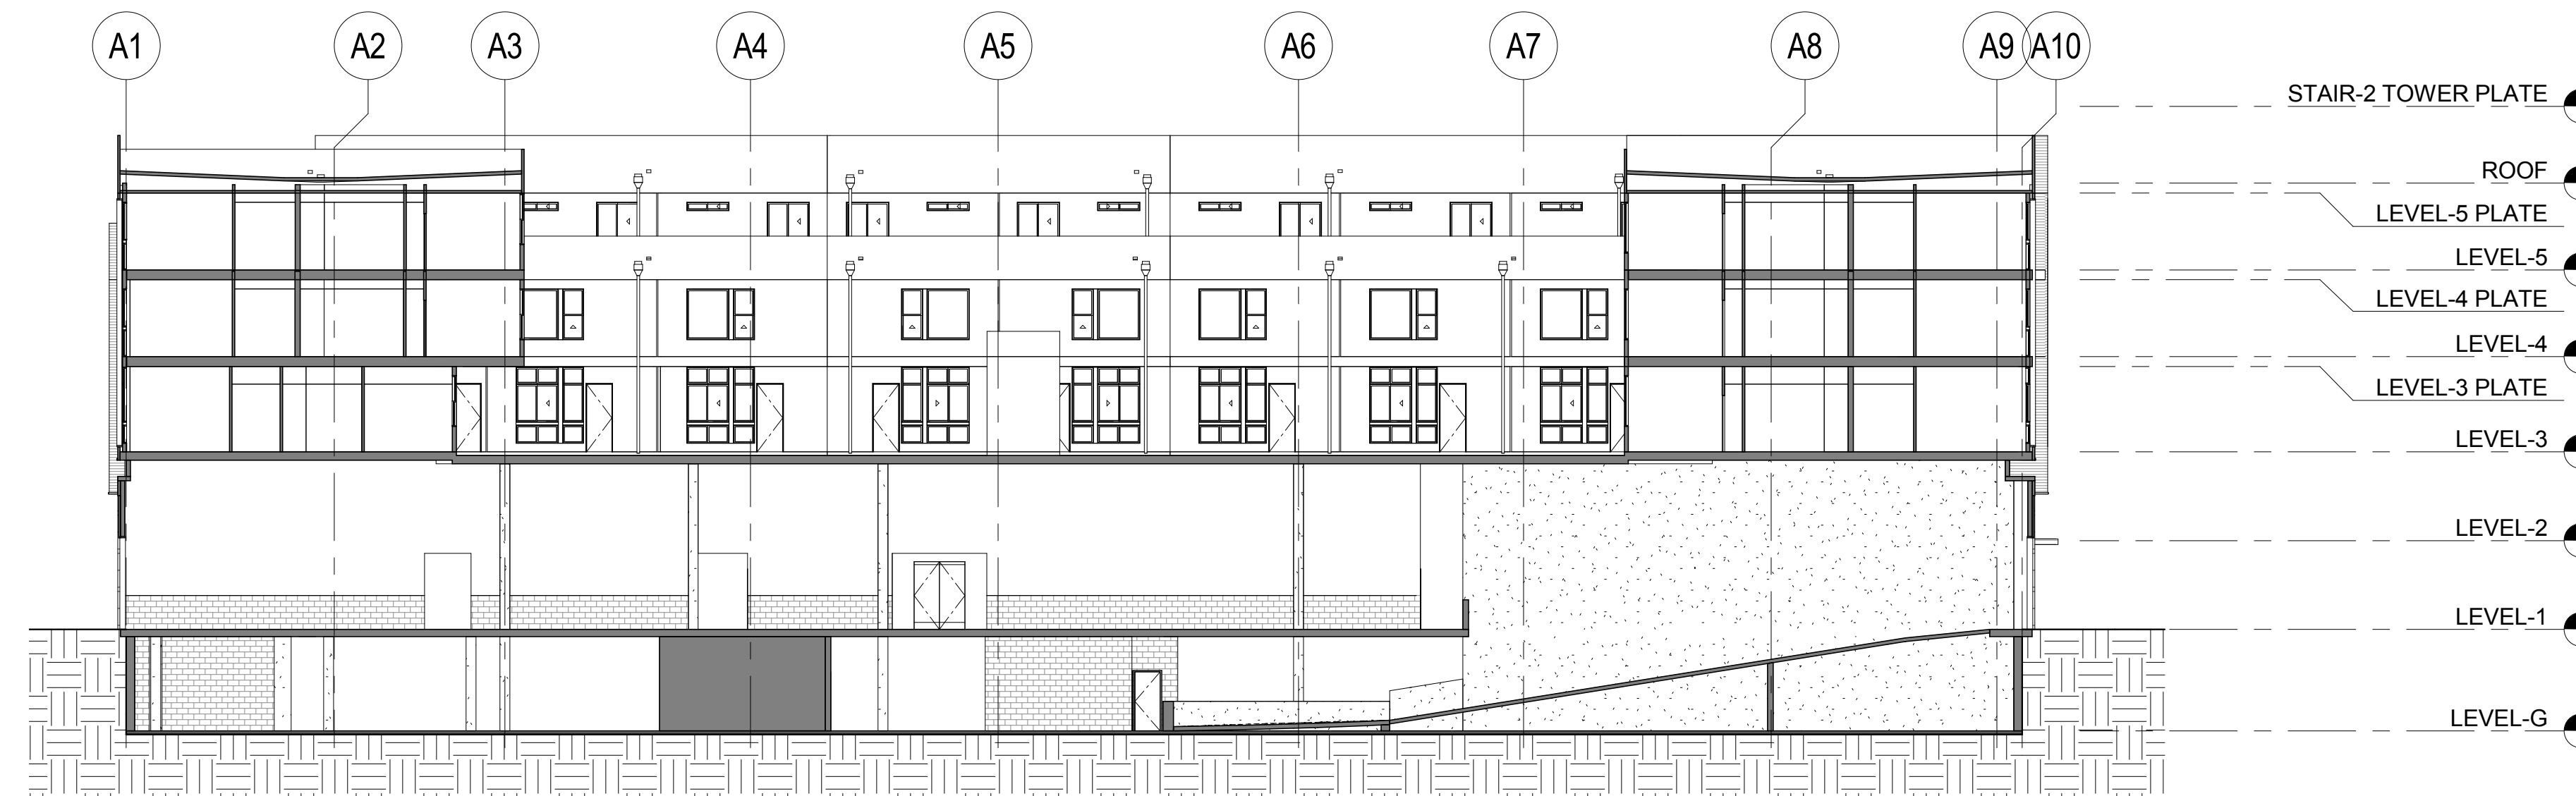 A1
A2
A3
A4
A5
A6
A7
A8
A9
A10
STAIR-2 TOWER PLATE
ROOF
LEVEL-5 PLATE
LEVEL-5
LEVEL-4 PLATE
LEVEL-4
LEVEL-3 PLATE
LEVEL-3
LEVEL-2
LEVEL-1
LEVEL-G